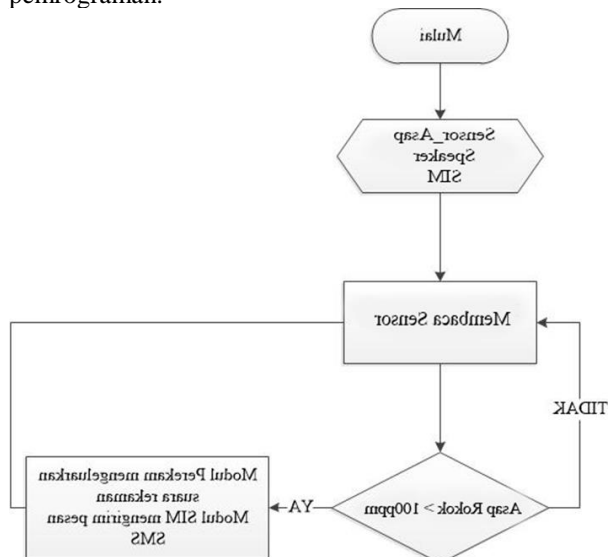 pemrograman.
Mulai
Sensor_Asap
Speaker
SIM
Membaca Sensor
TIDAK
Asap Rokok > 100ppm
YA
Modul Perekam mengeluarkan
suara rekaman
Modul SIM mengirim pesan
SMS